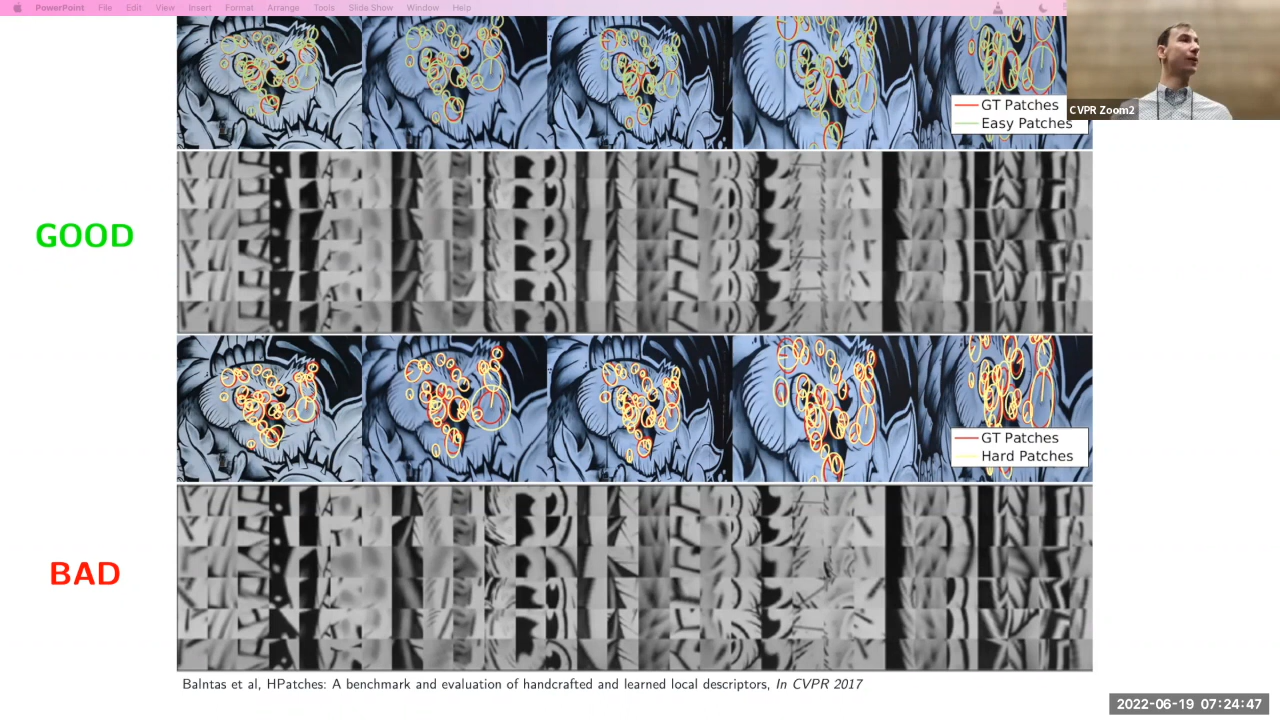 PowerPoint File Edit View Insert Format Arrange Tools Slide Show Window Help
CVPR Zoom2
GT Patches
Easy Patches
GOOD
GT Patches
Hard Patches
BAD
Balntas et al, HPatches: A benchmark and evaluation of handcrafted and learned local descriptors, In CVPR 2017
2022-06-19 07:24:47